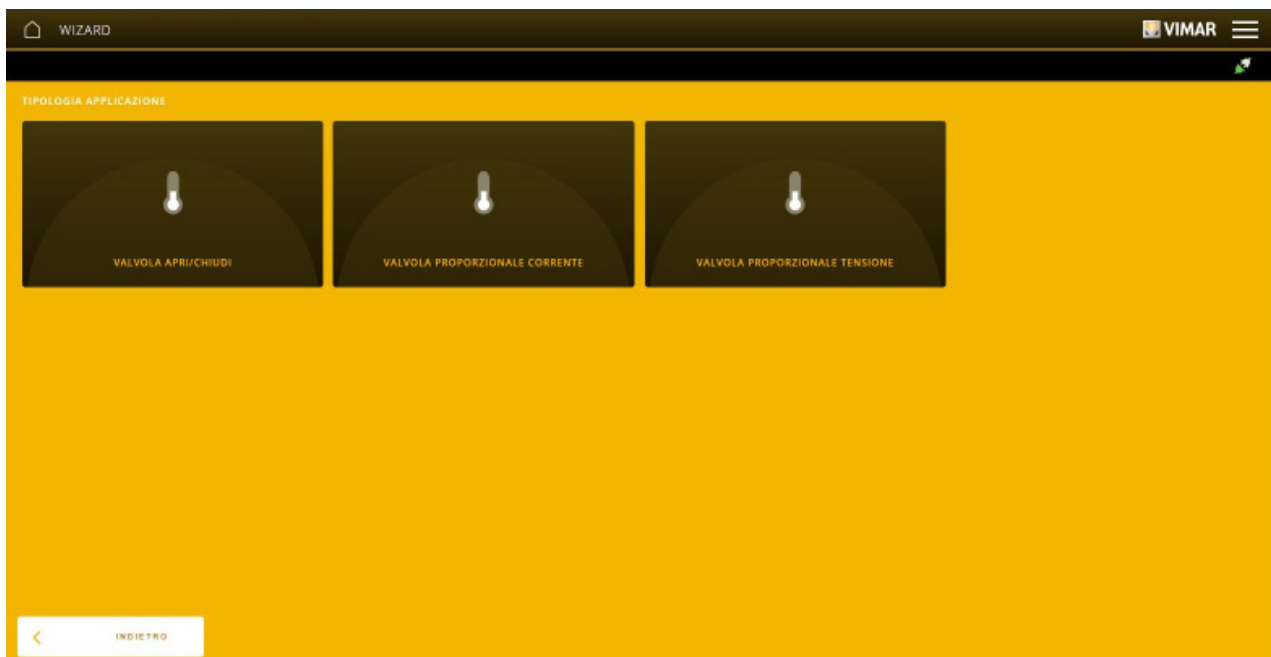 WIZARD
VIMAR
TIPOLOGIA APPLICAZIONE
VALVOLA APRI/CHIUDI
VALVOLA PROPORZIONALE CORRENTE
VALVOLA PROPORZIONALE TENSIONE
INDIETRO